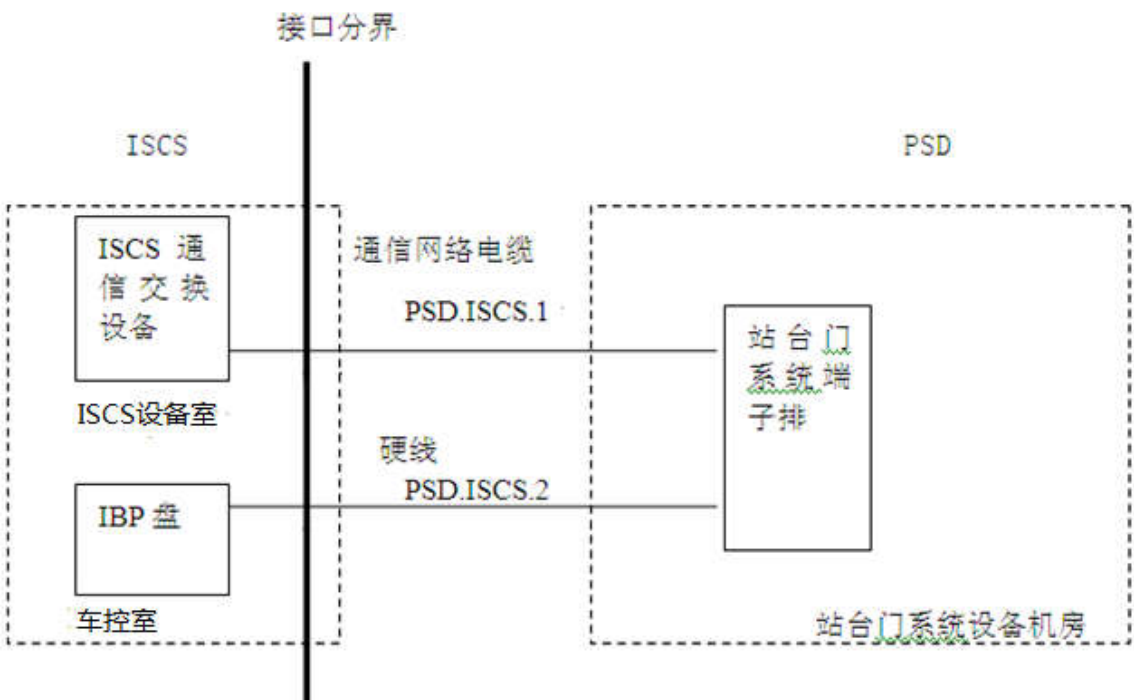 接口分界
ISCS
PSD
ISCS 通
信交换
设备
通信网络电缆
PSD.ISCS.1
站台门
系统端
子排
ISCS设备室
硬线
PSD.ISCS.2
IBP 盘
车控室
站台门系统设备机房